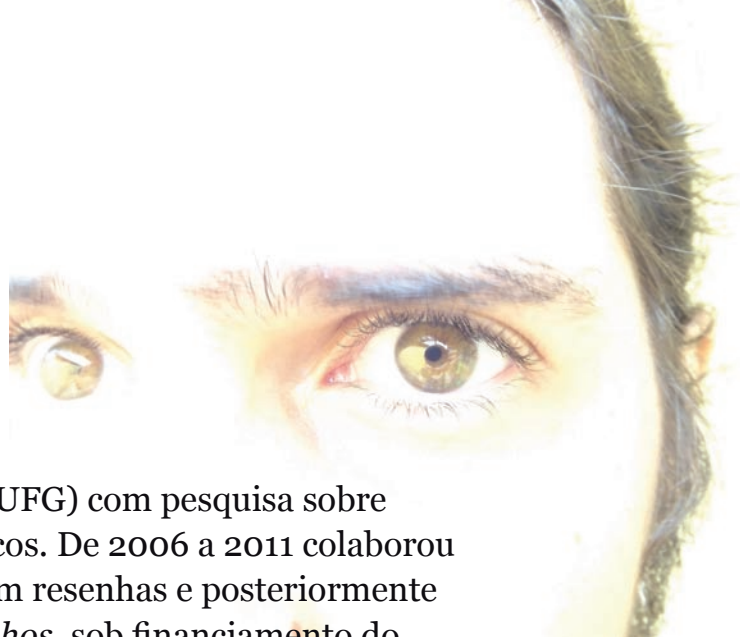 UFG) com pesquisa sobre
cos. De 2006 a 2011 colaborou
m resenhas e posteriormente
hos, sob financiamento do